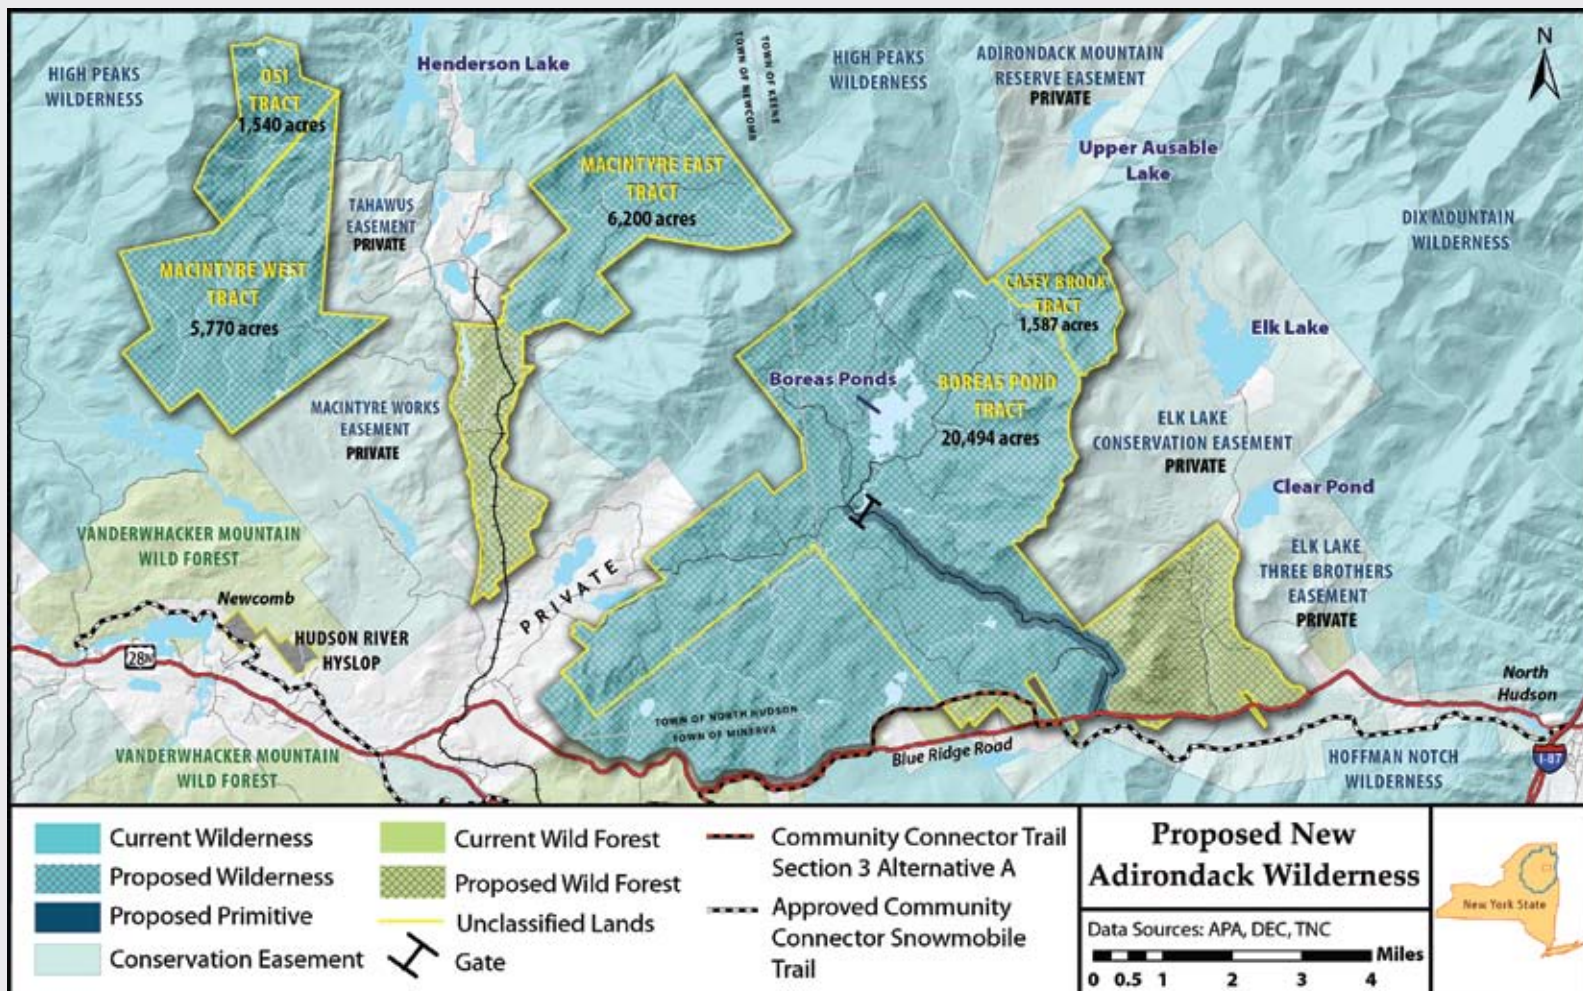 HIGH PEAKS
WILDERNESS
OSI
TRACT
1,540 acres
Henderson Lake
TOWN OF NEWCOMB
TOWN OF KEENE
HIGH PEAKS
WILDERNESS
ADIRONDACK MOUNTAIN
RESERVE EASEMENT
PRIVATE
N
Upper Ausable
Lake
MACINTYRE EAST
TRACT
6,200 acres
TAHAWUS
EASEMENT
PRIVATE
DIX MOUNTAIN
WILDERNESS
MACINTYRE WEST
TRACT
5,770 acres
CASEY BROOK
TRACT
1,587 acres
Elk Lake
Boreas Ponds
BOREAS POND
TRACT
20,494 acres
MACINTYRE WORKS
EASEMENT
PRIVATE
ELK LAKE
CONSERVATION EASEMENT
PRIVATE
Clear Pond
VANDERWHACKER MOUNTAIN
WILD FOREST
ELK LAKE
THREE BROTHERS
EASEMENT
PRIVATE
PRIVATE
Newcomb
HUDSON RIVER
HYSLOP
28N
North
Hudson
TOWN OF NORTH HUDSON
TOWN OF MINERVA
Blue Ridge Road
VANDERWHACKER MOUNTAIN
WILD FOREST
HOFFMAN NOTCH
WILDERNESS
I-87
Current Wilderness
Proposed Wilderness
Proposed Primitive
Conservation Easement
Current Wild Forest
Proposed Wild Forest
Unclassified Lands
Gate
Community Connector Trail
Section 3 Alternative A
Approved Community
Connector Snowmobile
Trail
Proposed New
Adirondack Wilderness
Data Sources: APA, DEC, TNC
Miles
0 0.5 1 2 3 4
New York State